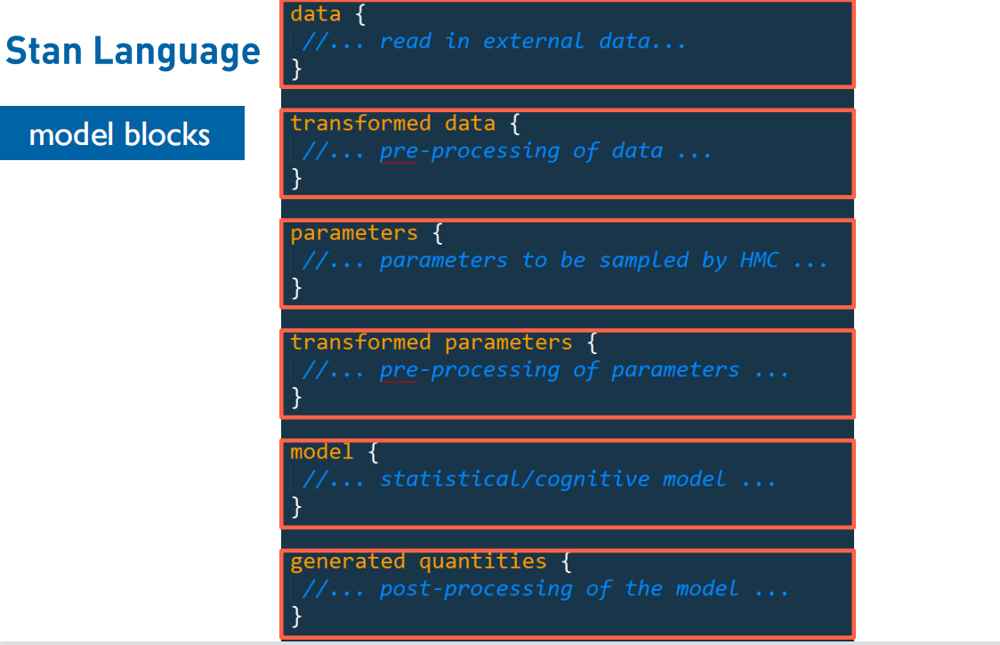 Stan Language
model blocks
data {
//... read in external data...
}
transformed data {
//... pre-processing of data ...
}
parameters {
//... parameters to be sampled by HMC ...
}
transformed parameters {
//... pre-processing of parameters ...
}
model {
//... statistical/cognitive model ...
}
generated quantities {
//... post-processing of the model ...
}